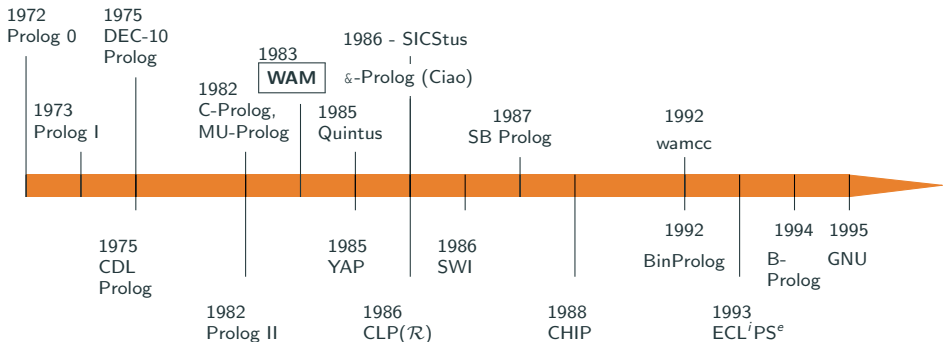 1972
Prolog 0
1973
Prolog I
1975
DEC-10
Prolog
1982
C-Prolog,
MU-Prolog
1983
WAM
1985
Quintus
1986 - SICStus
&-Prolog (Ciao)
1987
SB Prolog
1992
wamcc
1975
CDL
Prolog
1982
Prolog II
1985
YAP
1986
CLP(ℛ)
1986
SWI
1988
CHIP
1992
BinProlog
1993
ECLⁱPSᵉ
1994
B-
Prolog
1995
GNU